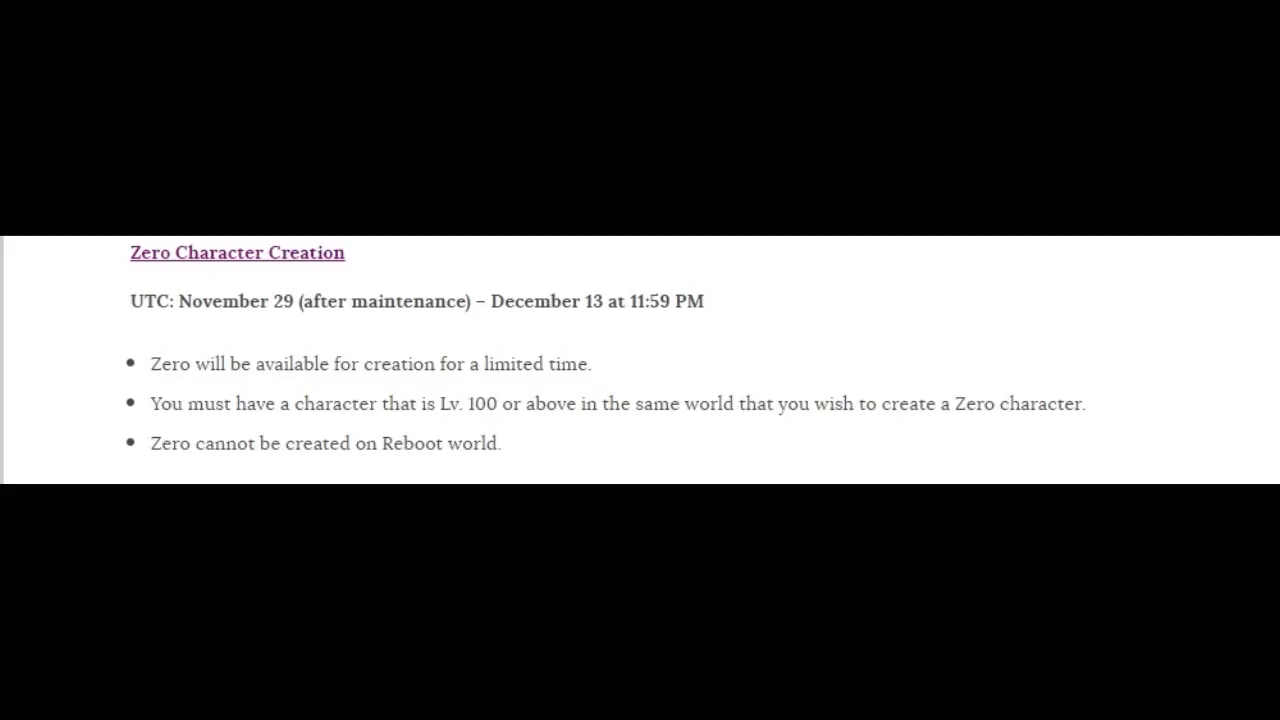 Zero Character Creation
UTC: November 29 (after maintenance) – December 13 at 11:59 PM
• Zero will be available for creation for a limited time.
• You must have a character that is Lv. 100 or above in the same world that you wish to create a Zero character.
• Zero cannot be created on Reboot world.